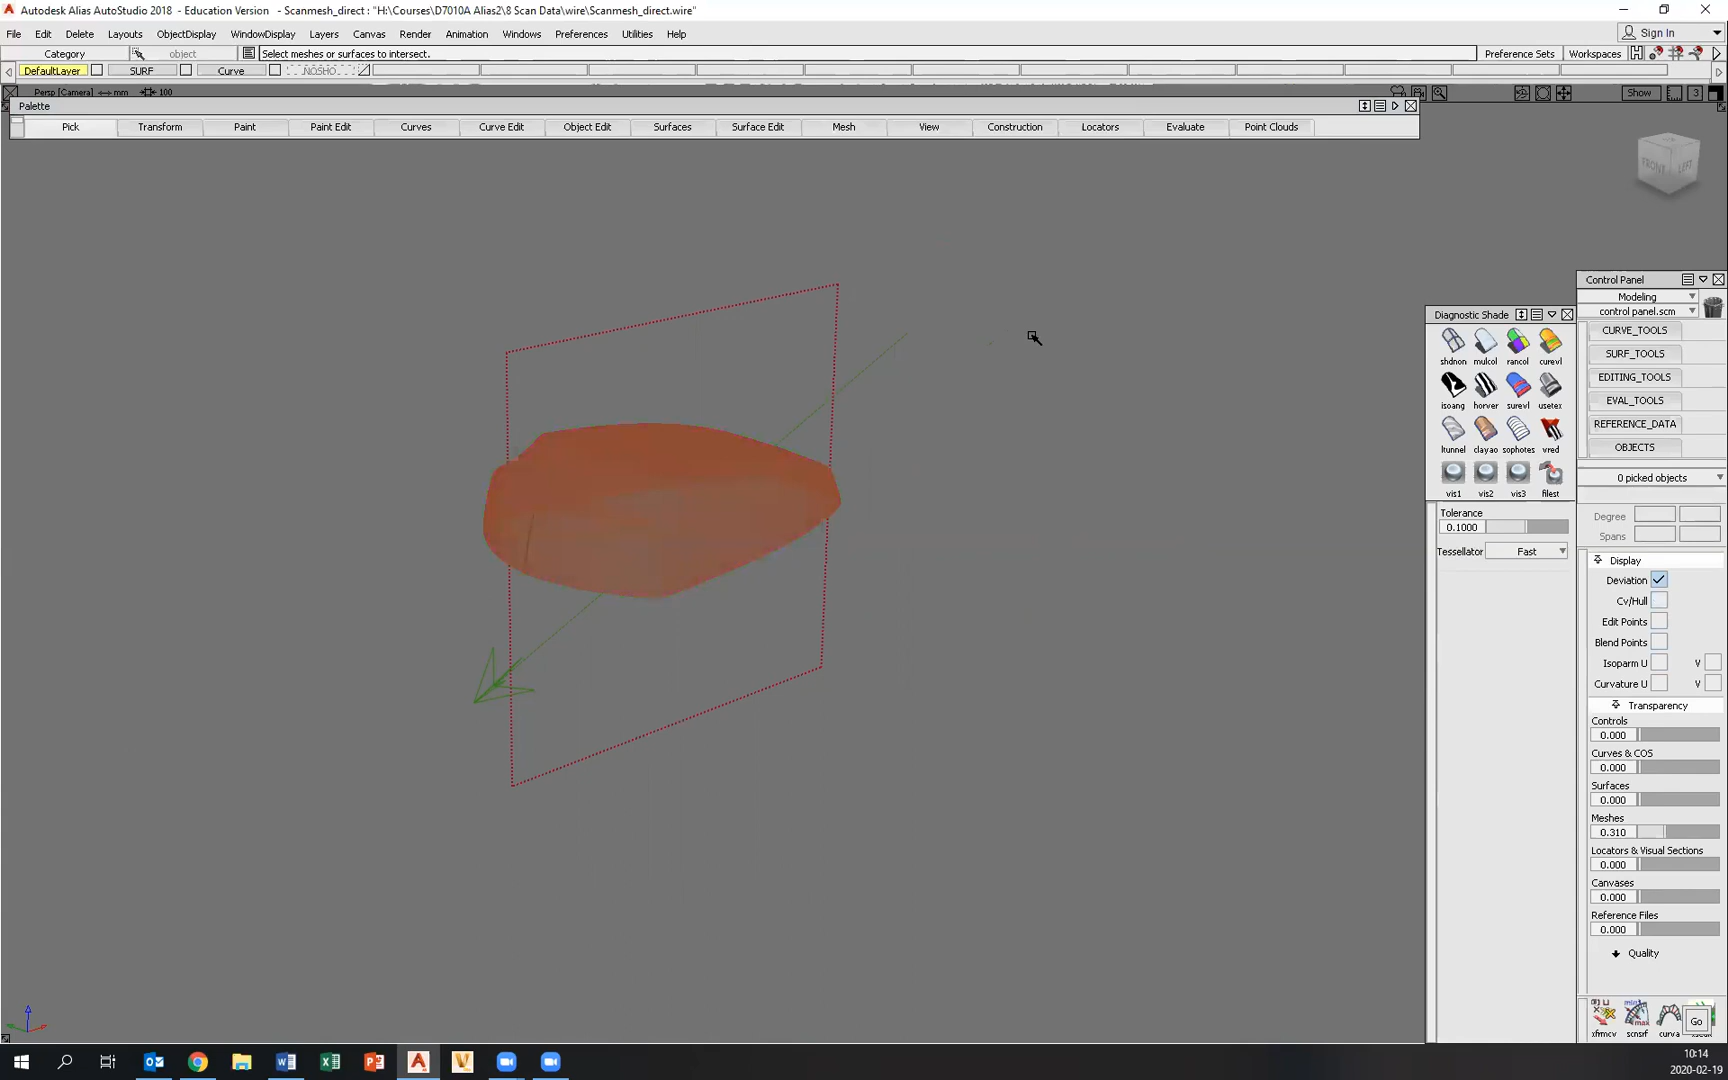 Autodesk Alias AutoStudio 2018 - Education Version - Scanmesh_direct : "H:\Courses\D7010A Alias2\8 Scan Data\wire\Scanmesh_direct.wire"
File Edit Delete Layouts ObjectDisplay WindowDisplay Layers Canvas Render Animation Windows Preferences Utilities Help
Sign In
Category object Select meshes or surfaces to intersect. Preference Sets Workspaces
DefaultLayer SURF Curve NOSHO
Persp [Camera] mm 100 Show 3
Palette
Pick Transform Paint Paint Edit Curves Curve Edit Object Edit Surfaces Surface Edit Mesh View Construction Locators Evaluate Point Clouds
FRONT LEFT
Control Panel
Modeling
control panel.scm
CURVE_TOOLS
SURF_TOOLS
EDITING_TOOLS
EVAL_TOOLS
REFERENCE_DATA
OBJECTS
0 picked objects
Degree
Spans
Display
Deviation
Cv/Hull
Edit Points
Blend Points
Isoparm U V
Curvature U V
Transparency
Controls
0.000
Curves & COS
0.000
Surfaces
0.000
Meshes
0.310
Locators & Visual Sections
0.000
Canvases
0.000
Reference Files
0.000
Quality
xfrmcv scnsrf curva
Go
Diagnostic Shade
shdnon mulcol rancol curevl
isoang horver surevl usetex
ltunnel clayao sophotes vred
vis1 vis2 vis3 filest
Tolerance
0.1000
Tessellator Fast
10:14
2020-02-19